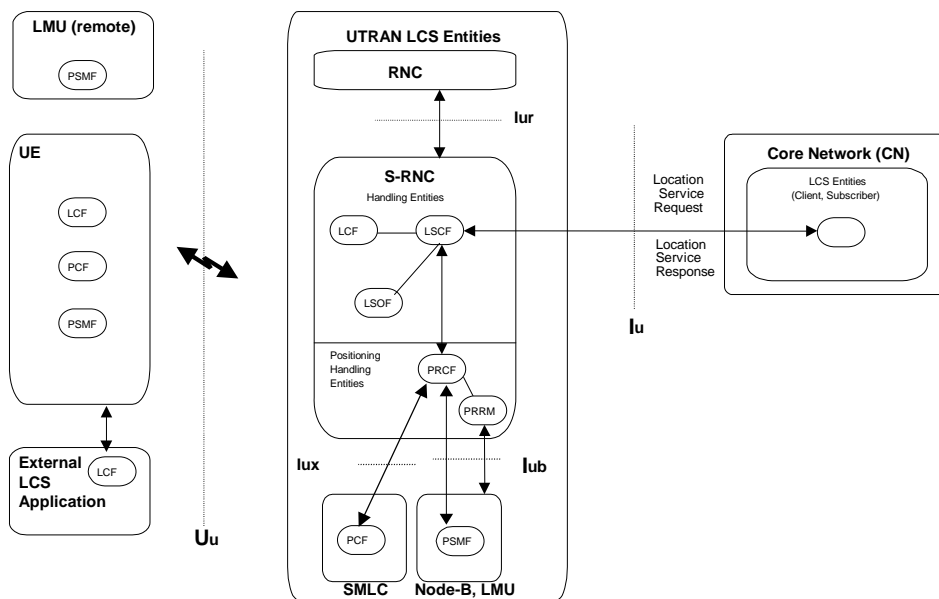 LMU (remote)
PSMF
UE
LCF
PCF
PSMF
External
LCS
Application
LCF
Uu
UTRAN LCS Entities
RNC
Iur
S-RNC
Handling Entities
LCF
LSCF
LSOF
Positioning
Handling
Entities
PRCF
PRRM
Iux
Iub
PCF
SMLC
PSMF
Node-B, LMU
Location
Service
Request
Location
Service
Response
Iu
Core Network (CN)
LCS Entities
(Client, Subscriber)